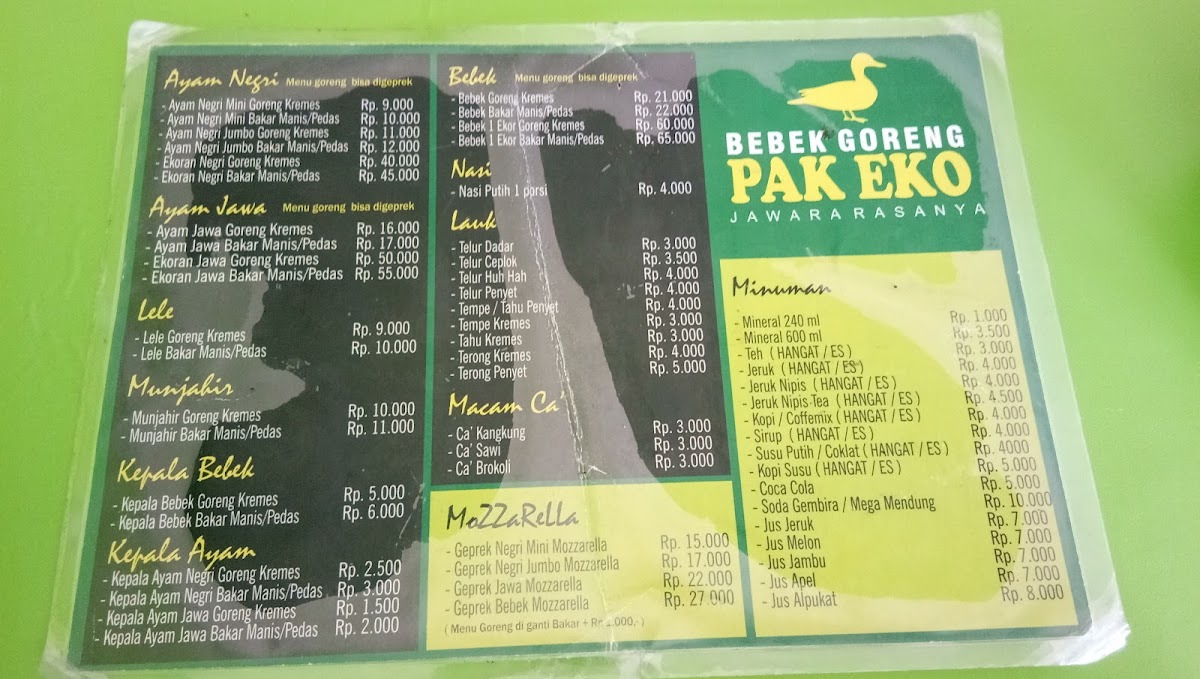 Ayam Negri Menu goreng bisa digeprek
- Ayam Negri Mini Goreng Kremes Rp. 9.000
- Ayam Negri Mini Bakar Manis/Pedas Rp. 10.000
- Ayam Negri Jumbo Goreng Kremes Rp. 11.000
- Ayam Negri Jumbo Bakar Manis/Pedas Rp. 12.000
- Ekoran Negri Goreng Kremes Rp. 40.000
- Ekoran Negri Bakar Manis/Pedas Rp. 45.000
Ayam Jawa Menu goreng bisa digeprek
- Ayam Jawa Goreng Kremes Rp. 16.000
- Ayam Jawa Bakar Manis/Pedas Rp. 17.000
- Ekoran Jawa Goreng Kremes Rp. 50.000
- Ekoran Jawa Bakar Manis/Pedas Rp. 55.000
Lele
- Lele Goreng Kremes Rp. 9.000
- Lele Bakar Manis/Pedas Rp. 10.000
Munjahir
- Munjahir Goreng Kremes Rp. 10.000
- Munjahir Bakar Manis/Pedas Rp. 11.000
Kepala Bebek
- Kepala Bebek Goreng Kremes Rp. 5.000
- Kepala Bebek Bakar Manis/Pedas Rp. 6.000
Kepala Ayam
- Kepala Ayam Negri Goreng Kremes Rp. 2.500
- Kepala Ayam Negri Bakar Manis/Pedas Rp. 3.000
- Kepala Ayam Jawa Goreng Kremes Rp. 1.500
- Kepala Ayam Jawa Bakar Manis/Pedas Rp. 2.000
Bebek Menu goreng bisa digeprek
- Bebek Goreng Kremes Rp. 21.000
- Bebek Bakar Manis/Pedas Rp. 22.000
- Bebek 1 Ekor Goreng Kremes Rp. 60.000
- Bebek 1 Ekor Bakar Manis/Pedas Rp. 65.000
Nasi
- Nasi Putih 1 porsi Rp. 4.000
Lauk
- Telur Dadar Rp. 3.000
- Telur Ceplok Rp. 3.500
- Telur Huh Hah Rp. 4.000
- Telur Penyet Rp. 4.000
- Tempe / Tahu Penyet Rp. 4.000
- Tempe Kremes Rp. 3.000
- Tahu Kremes Rp. 3.000
- Terong Kremes Rp. 4.000
- Terong Penyet Rp. 5.000
Macam Ca'
- Ca' Kangkung Rp. 3.000
- Ca' Sawi Rp. 3.000
- Ca' Brokoli Rp. 3.000
MoZZaReLLa
- Geprek Negri Mini Mozzarella Rp. 15.000
- Geprek Negri Jumbo Mozzarella Rp. 17.000
- Geprek Jawa Mozzarella Rp. 22.000
- Geprek Bebek Mozzarella Rp. 27.000
( Menu Goreng di ganti Bakar + Rp 1.000,- )
BEBEK GORENG
PAK EKO
JAWARA RASANYA
Minuman
- Mineral 240 ml Rp. 1.000
- Mineral 600 ml Rp. 3.500
- Teh ( HANGAT / ES ) Rp. 3.000
- Jeruk ( HANGAT / ES ) Rp. 4.000
- Jeruk Nipis ( HANGAT / ES ) Rp. 4.000
- Jeruk Nipis Tea ( HANGAT / ES ) Rp. 4.500
- Kopi / Coffemix ( HANGAT / ES ) Rp. 4.000
- Sirup ( HANGAT / ES ) Rp. 4.000
- Susu Putih / Coklat ( HANGAT / ES ) Rp. 4000
- Kopi Susu ( HANGAT / ES ) Rp. 5.000
- Coca Cola Rp. 5.000
- Soda Gembira / Mega Mendung Rp. 10.000
- Jus Jeruk Rp. 7.000
- Jus Melon Rp. 7.000
- Jus Jambu Rp. 7.000
- Jus Apel Rp. 7.000
- Jus Alpukat Rp. 8.000